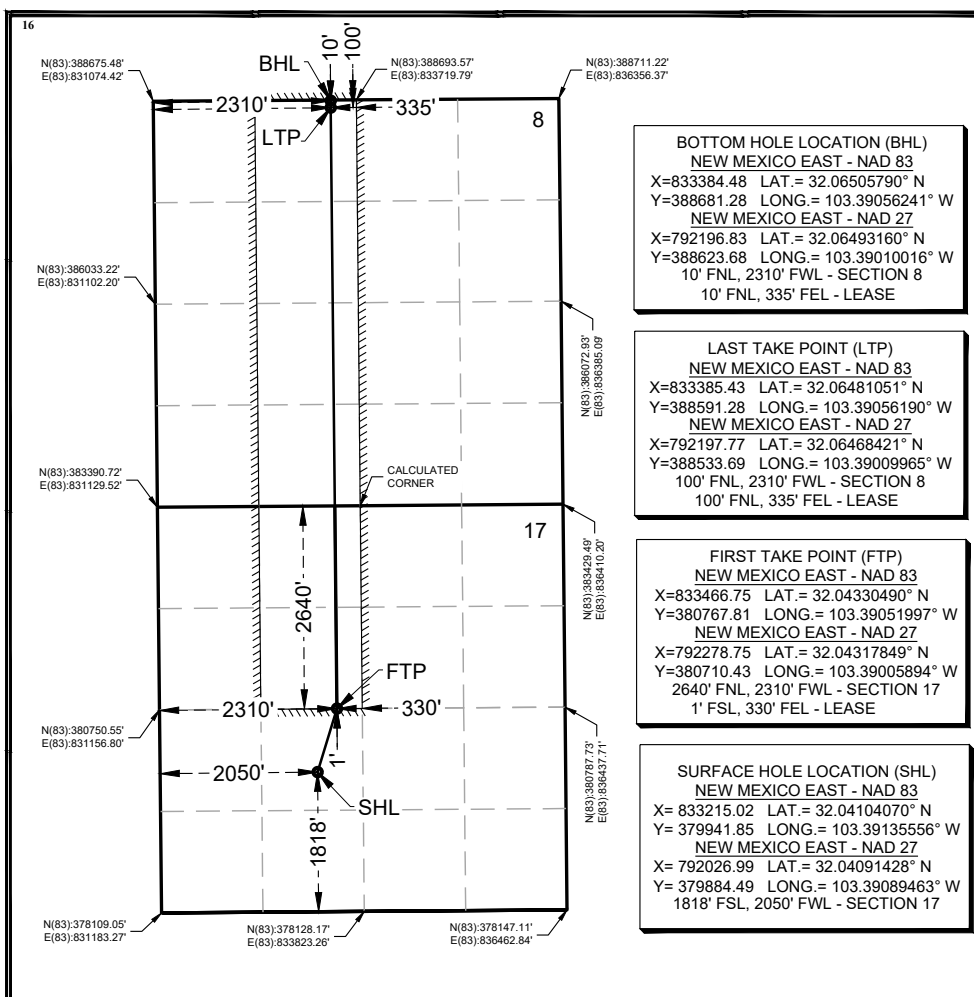 16
N(83):388675.48'
E(83):831074.42'
BHL
10'
100'
N(83):388693.57'
E(83):833719.79'
N(83):388711.22'
E(83):836356.37'
2310'
335'
LTP
8
N(83):386033.22'
E(83):831102.20'
N(83):386072.93'
E(83):836385.09'
N(83):383390.72'
E(83):831129.52'
CALCULATED
CORNER
17
N(83):383429.49'
E(83):836410.20'
2640'
FTP
2310'
330'
N(83):380750.55'
E(83):831156.80'
1'
2050'
SHL
N(83):380787.73'
E(83):836437.71'
1818'
N(83):378109.05'
E(83):831183.27'
N(83):378128.17'
E(83):833823.26'
N(83):378147.11'
E(83):836462.84'
BOTTOM HOLE LOCATION (BHL)
NEW MEXICO EAST - NAD 83
X=833384.48 LAT.= 32.06505790° N
Y=388681.28 LONG.= 103.39056241° W
NEW MEXICO EAST - NAD 27
X=792196.83 LAT.= 32.06493160° N
Y=388623.68 LONG.= 103.39010016° W
10' FNL, 2310' FWL - SECTION 8
10' FNL, 335' FEL - LEASE
LAST TAKE POINT (LTP)
NEW MEXICO EAST - NAD 83
X=833385.43 LAT.= 32.06481051° N
Y=388591.28 LONG.= 103.39056190° W
NEW MEXICO EAST - NAD 27
X=792197.77 LAT.= 32.06468421° N
Y=388533.69 LONG.= 103.39009965° W
100' FNL, 2310' FWL - SECTION 8
100' FNL, 335' FEL - LEASE
FIRST TAKE POINT (FTP)
NEW MEXICO EAST - NAD 83
X=833466.75 LAT.= 32.04330490° N
Y=380767.81 LONG.= 103.39051997° W
NEW MEXICO EAST - NAD 27
X=792278.75 LAT.= 32.04317849° N
Y=380710.43 LONG.= 103.39005894° W
2640' FNL, 2310' FWL - SECTION 17
1' FSL, 330' FEL - LEASE
SURFACE HOLE LOCATION (SHL)
NEW MEXICO EAST - NAD 83
X= 833215.02 LAT.= 32.04104070° N
Y= 379941.85 LONG.= 103.39135556° W
NEW MEXICO EAST - NAD 27
X= 792026.99 LAT.= 32.04091428° N
Y= 379884.49 LONG.= 103.39089463° W
1818' FSL, 2050' FWL - SECTION 17